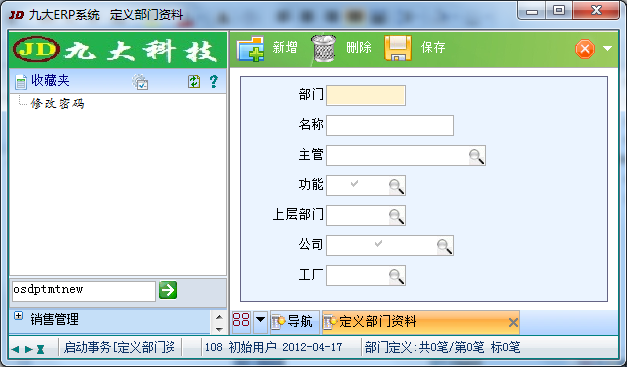 JD 九大ERP系统 定义部门资料
JD 九大科技
新增 删除 保存
收藏夹
修改密码
部门
名称
主管
功能
上层部门
公司
工厂
osdptmtnew
销售管理
导航 定义部门资料
启动事务[定义部门资 108 初始用户 2012-04-17 部门定义:共0笔/第0笔 标0笔